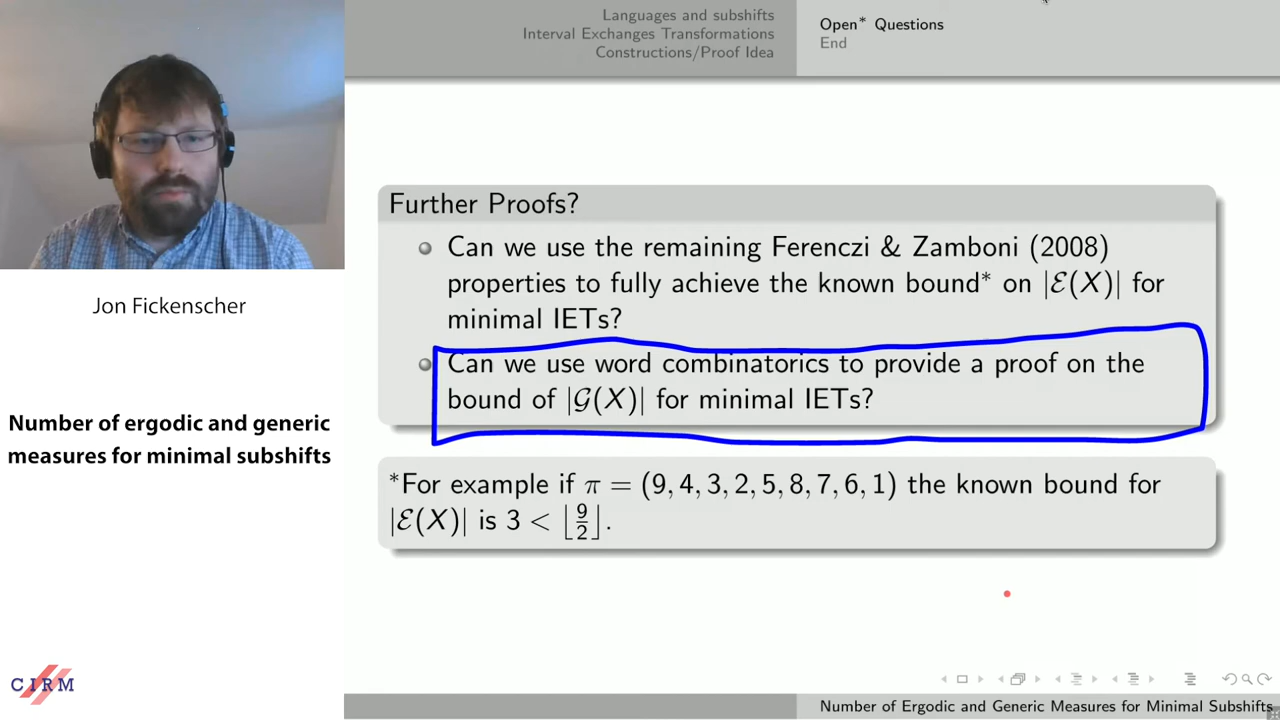 Languages and subshifts
Interval Exchanges Transformations
Constructions/Proof Idea
Open* Questions
End
Further Proofs?
Can we use the remaining Ferenczi & Zamboni (2008)
properties to fully achieve the known bound* on |ℰ(X)| for
minimal IETs?
Can we use word combinatorics to provide a proof on the
bound of |𝒢(X)| for minimal IETs?
*For example if π = (9, 4, 3, 2, 5, 8, 7, 6, 1) the known bound for
|ℰ(X)| is 3 < ⌊9/2⌋.
Jon Fickenscher
Number of ergodic and generic
measures for minimal subshifts
CIRM
Number of Ergodic and Generic Measures for Minimal Subshifts